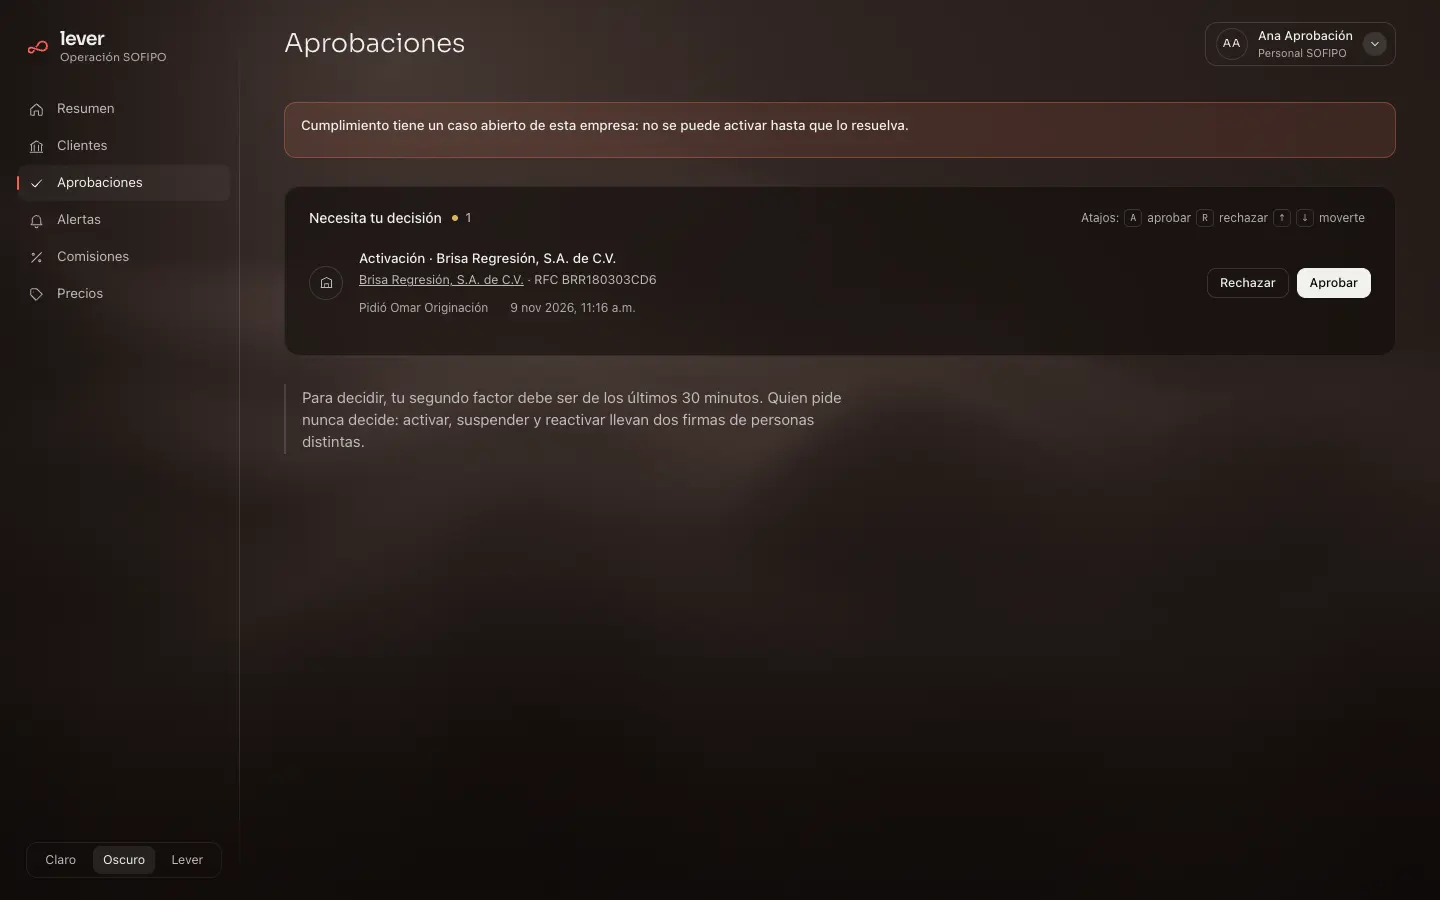 lever
Operación SOFIPO
Resumen
Clientes
Aprobaciones
Alertas
Comisiones
Precios
Claro
Oscuro
Lever
Aprobaciones
AA
Ana Aprobación
Personal SOFIPO
Cumplimiento tiene un caso abierto de esta empresa: no se puede activar hasta que lo resuelva.
Necesita tu decisión 1
Atajos: A aprobar R rechazar ↑ ↓ moverte
Activación · Brisa Regresión, S.A. de C.V.
Brisa Regresión, S.A. de C.V. · RFC BRR180303CD6
Pidió Omar Originación 9 nov 2026, 11:16 a.m.
Rechazar
Aprobar
Para decidir, tu segundo factor debe ser de los últimos 30 minutos. Quien pide
nunca decide: activar, suspender y reactivar llevan dos firmas de personas
distintas.